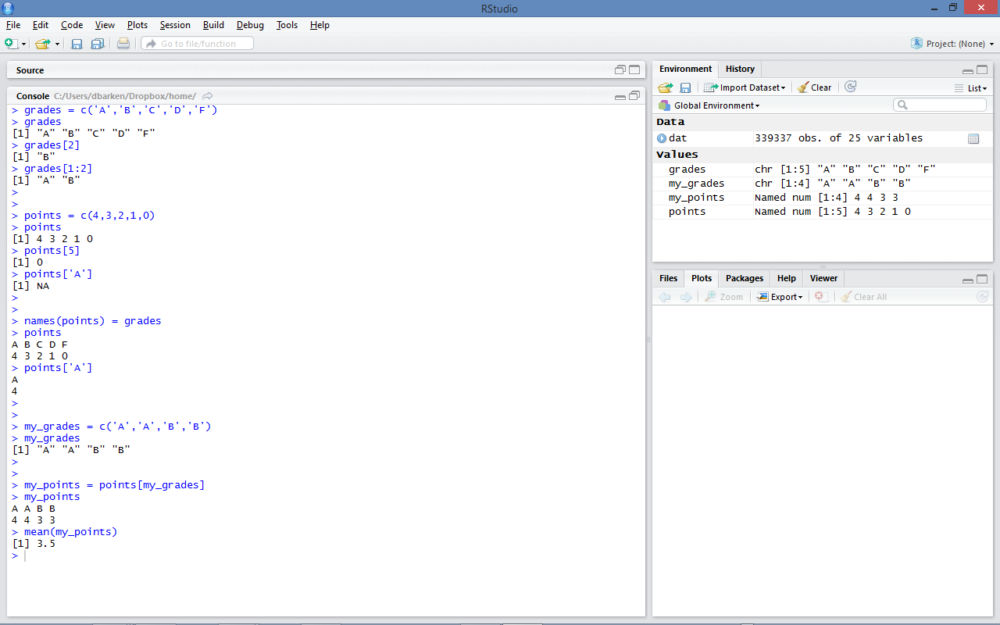 RStudio
File Edit Code View Plots Session Build Debug Tools Help
Go to file/function
Project: (None)
Source
Console C:/Users/dbarken/Dropbox/home/
> grades = c('A','B','C','D','F')
> grades
[1] "A" "B" "C" "D" "F"
> grades[2]
[1] "B"
> grades[1:2]
[1] "A" "B"
>
>
> points = c(4,3,2,1,0)
> points
[1] 4 3 2 1 0
> points[5]
[1] 0
> points['A']
[1] NA
>
>
> names(points) = grades
> points
A B C D F
4 3 2 1 0
> points['A']
A
4
>
>
> my_grades = c('A','A','B','B')
> my_grades
[1] "A" "A" "B" "B"
>
>
> my_points = points[my_grades]
> my_points
A A B B
4 4 3 3
> mean(my_points)
[1] 3.5
>
Environment History
Import Dataset Clear List
Global Environment
Data
dat 339337 obs. of 25 variables
Values
grades chr [1:5] "A" "B" "C" "D" "F"
my_grades chr [1:4] "A" "A" "B" "B"
my_points Named num [1:4] 4 4 3 3
points Named num [1:5] 4 3 2 1 0
Files Plots Packages Help Viewer
Zoom Export Clear All